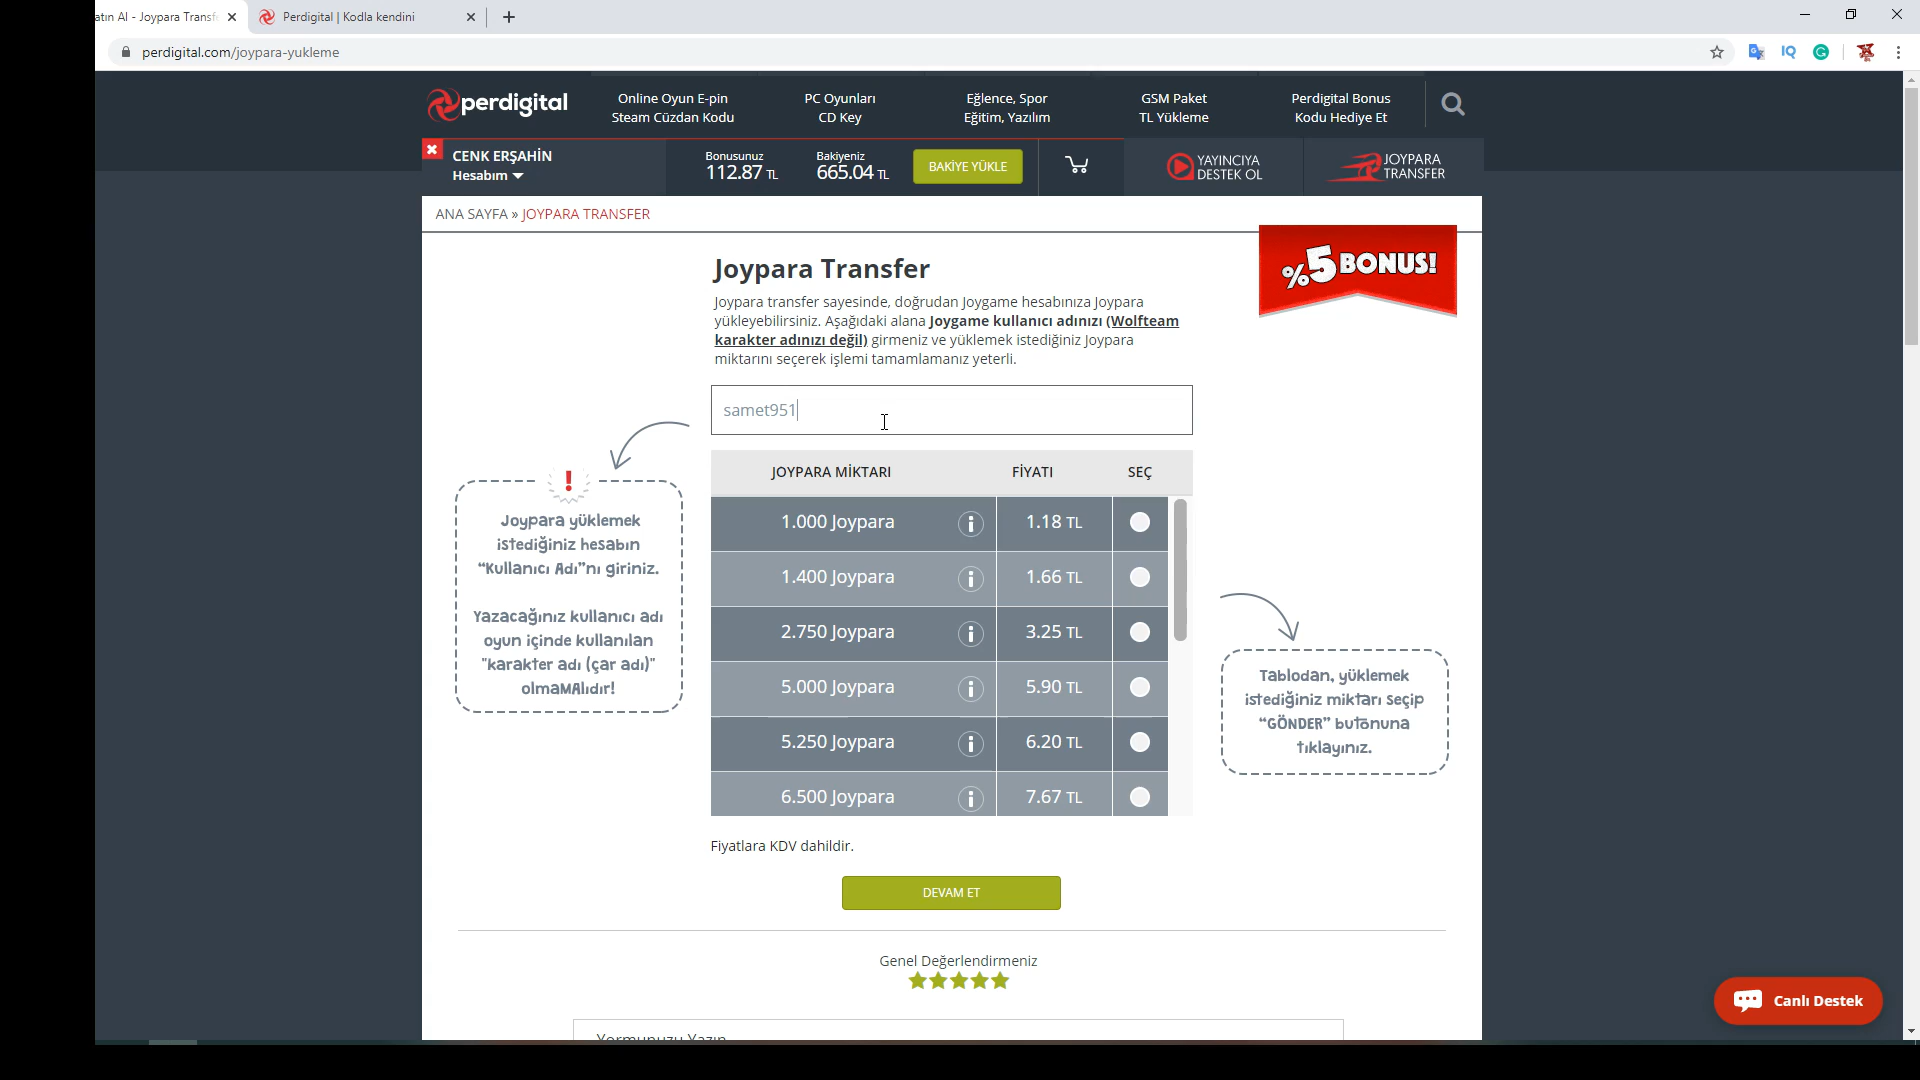 atın Al - Joypara Transf
Perdigital | Kodla kendini
perdigital.com/joypara-yukleme
IQ
perdigital
Online Oyun E-pin
Steam Cüzdan Kodu
PC Oyunları
CD Key
Eğlence, Spor
Eğitim, Yazılım
GSM Paket
TL Yükleme
Perdigital Bonus
Kodu Hediye Et
CENK ERŞAHİN
Hesabım
Bonusunuz
112.87 TL
Bakiyeniz
665.04 TL
BAKİYE YÜKLE
YAYINCIYA
DESTEK OL
JOYPARA
TRANSFER
ANA SAYFA » JOYPARA TRANSFER
%5 BONUS!
Joypara Transfer
Joypara transfer sayesinde, doğrudan Joygame hesabınıza Joypara
yükleyebilirsiniz. Aşağıdaki alana Joygame kullanıcı adınızı (Wolfteam
karakter adınızı değil) girmeniz ve yüklemek istediğiniz Joypara
miktarını seçerek işlemi tamamlamanız yeterli.
samet951
JOYPARA MİKTARI FİYATI SEÇ
1.000 Joypara i 1.18 TL
1.400 Joypara i 1.66 TL
2.750 Joypara i 3.25 TL
5.000 Joypara i 5.90 TL
5.250 Joypara i 6.20 TL
6.500 Joypara i 7.67 TL
!
Joypara yüklemek
istediğiniz hesabın
“Kullanıcı Adı”nı giriniz.
Yazacağınız kullanıcı adı
oyun içinde kullanılan
"karakter adı (çar adı)"
olmaMAlıdır!
Tablodan, yüklemek
istediğiniz miktarı seçip
“GÖNDER” butonuna
tıklayınız.
Fiyatlara KDV dahildir.
DEVAM ET
Genel Değerlendirmeniz
Yorumunuzu Yazın
Canlı Destek